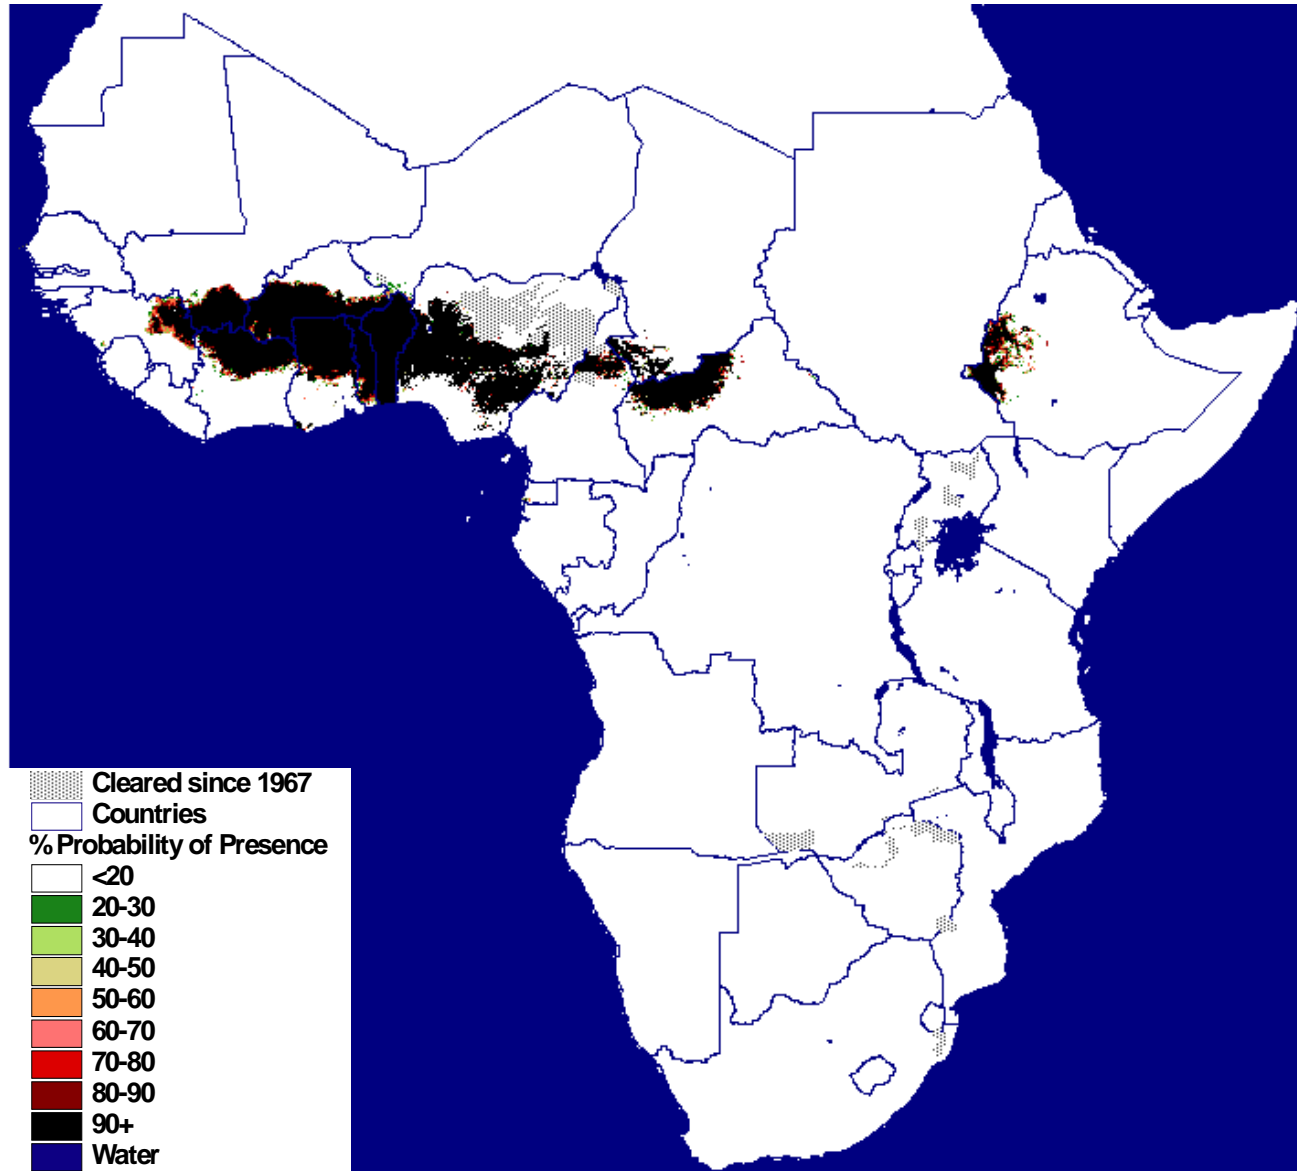 Cleared since 1967
Countries
% Probability of Presence
<20
20-30
30-40
40-50
50-60
60-70
70-80
80-90
90+
Water